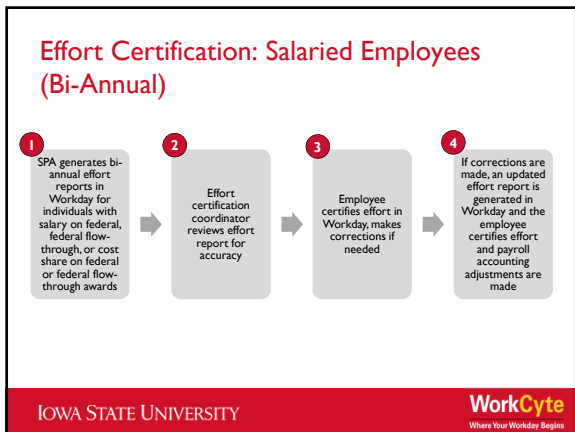 Effort Certification: Salaried Employees
(Bi-Annual)
1
SPA generates bi-
annual effort
reports in
Workday for
individuals with
salary on federal,
federal flow-
through, or cost
share on federal
or federal flow-
through awards
2
Effort
certification
coordinator
reviews effort
report for
accuracy
3
Employee
certifies effort in
Workday, makes
corrections if
needed
4
If corrections are
made, an updated
effort report is
generated in
Workday and the
employee
certifies effort
and payroll
accounting
adjustments are
made
IOWA STATE UNIVERSITY
WorkCyte
Where Your Workday Begins